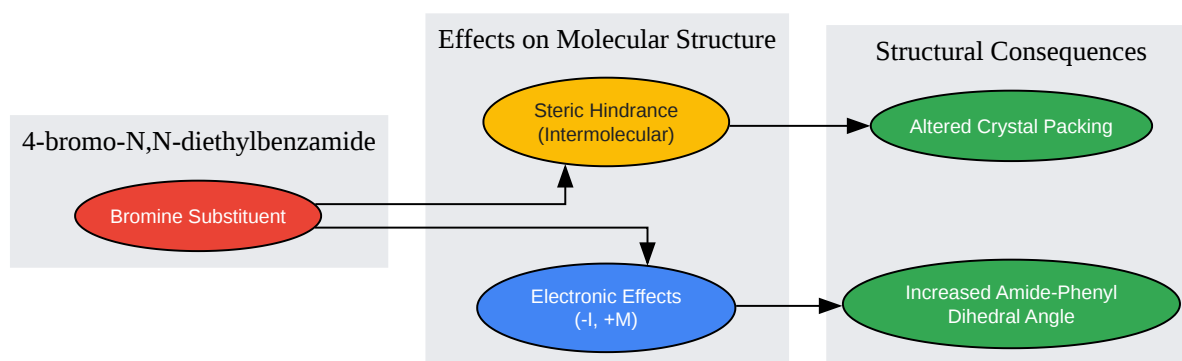 4-bromo-N,N-diethylbenzamide
Bromine Substituent
Effects on Molecular Structure
Steric Hindrance
(Intermolecular)
Electronic Effects
(-I, +M)
Structural Consequences
Altered Crystal Packing
Increased Amide-Phenyl
Dihedral Angle